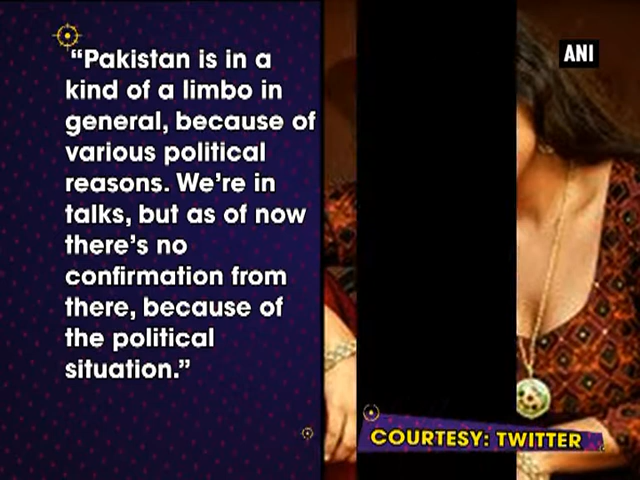 ANI
“Pakistan is in a
kind of a limbo in
general, because of
various political
reasons. We’re in
talks, but as of now
there’s no
confirmation from
there, because of
the political
situation.”
COURTESY: TWITTER